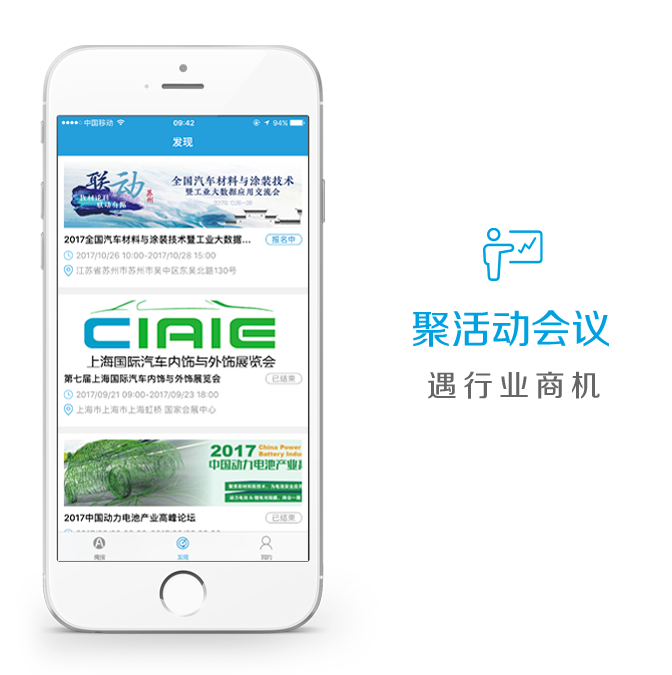 中国移动
09:42
94%
发现
联动
苏州
全国汽车材料与涂装技术
暨工业大数据应用交流会
2017全国汽车材料与涂装技术暨工业大数据...
报名中
2017/10/26 10:00-2017/10/28 15:00
江苏省苏州市苏州市吴中区东吴北路130号
CIAIE
上海国际汽车内饰与外饰展览会
第七届上海国际汽车内饰与外饰展览会
已结束
2017/09/21 09:00-2017/09/23 18:00
上海市上海市上海虹桥 国家会展中心
2017
China Power
Battery Indu
中国动力电池产业高
2017中国动力电池产业高峰论坛
已结束
发现
我的
聚活动会议
遇行业商机